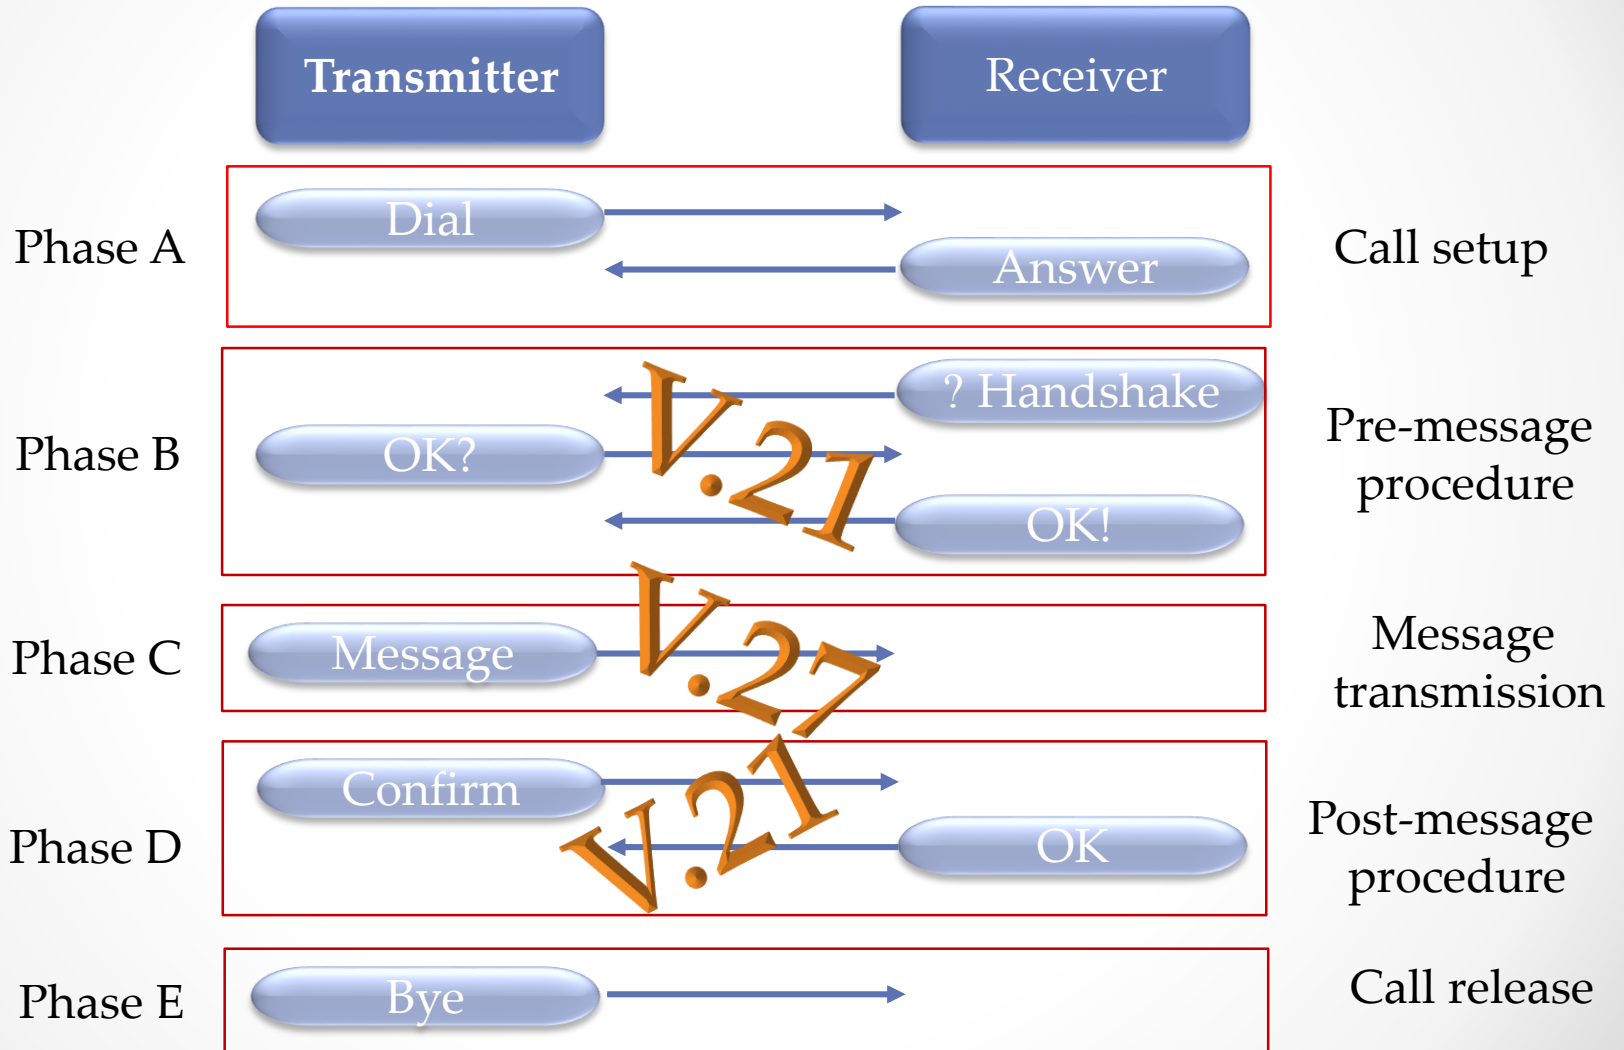 Transmitter
Receiver
Phase A
Dial
Answer
Call setup
Phase B
? Handshake
OK?
OK!
V.21
Pre-message
procedure
Phase C
Message
V.27
Message
transmission
Phase D
Confirm
OK
V.21
Post-message
procedure
Phase E
Bye
Call release